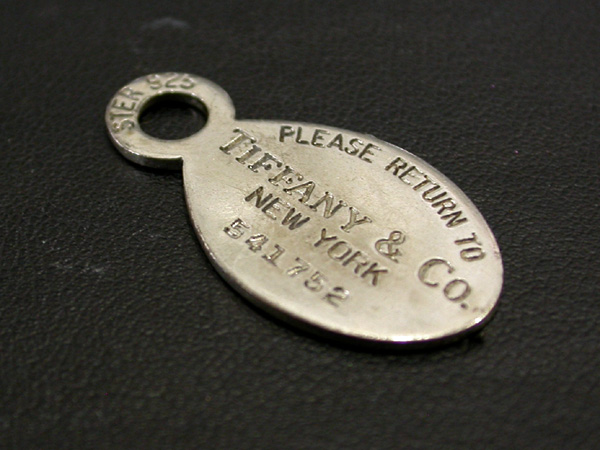 STER 925
PLEASE RETURN TO
TIFFANY & Co.
NEW YORK
541752